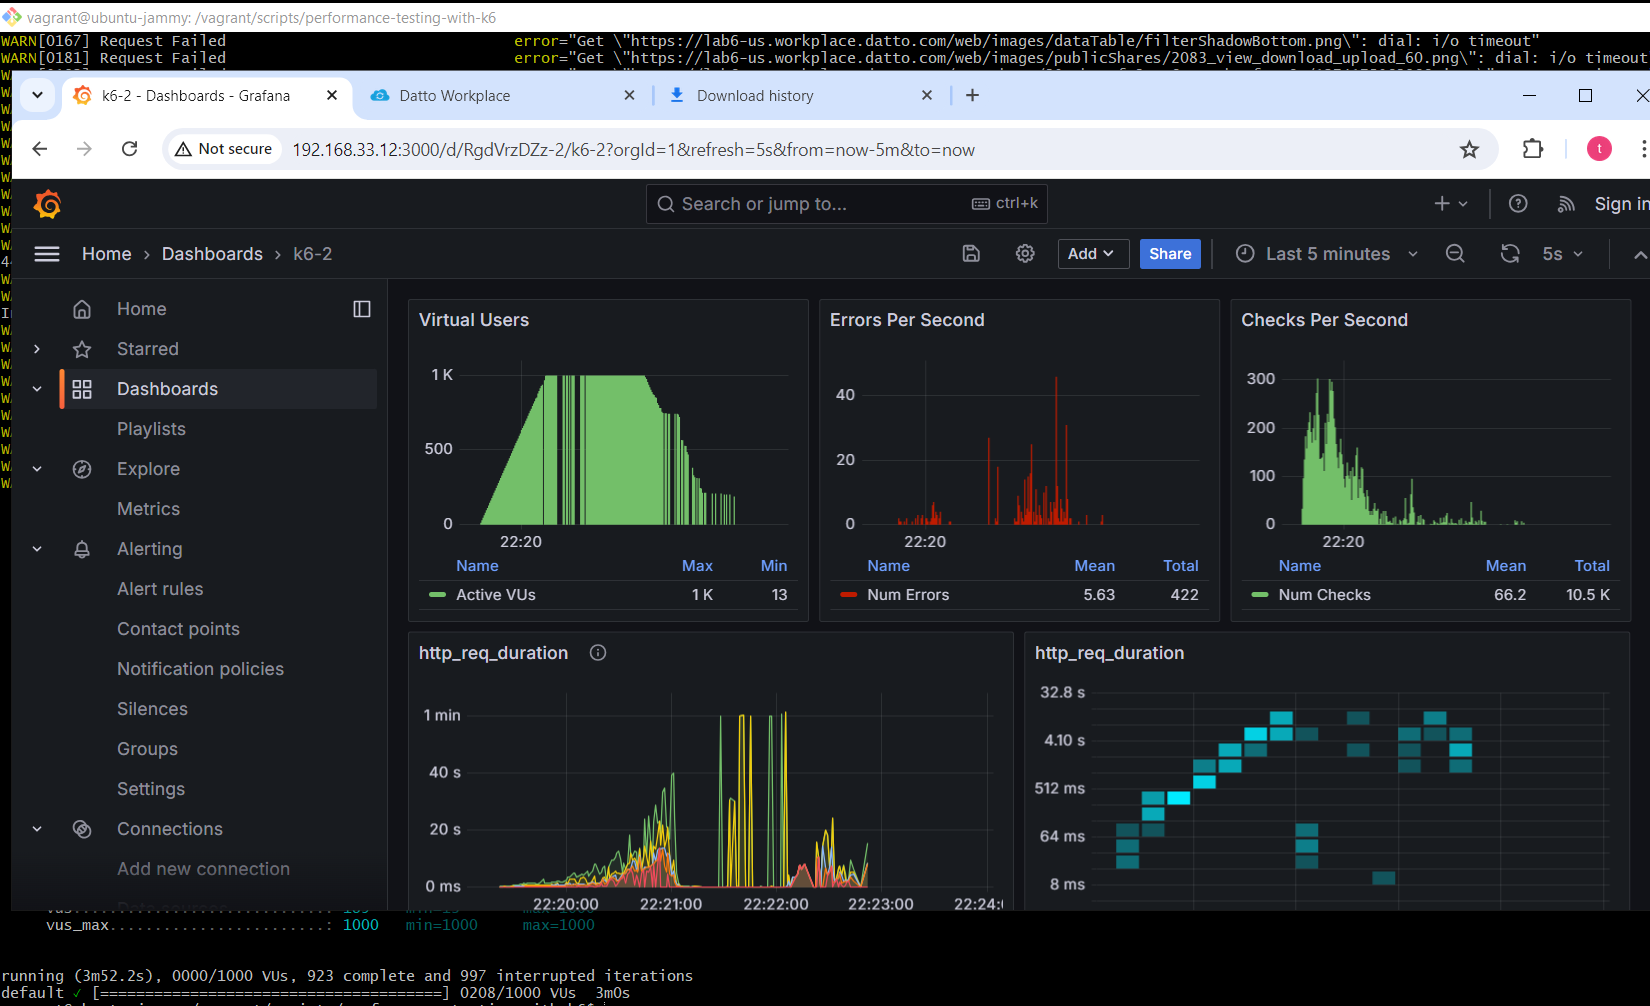 vagrant@ubuntu-jammy: /vagrant/scripts/performance-testing-with-k6
WARN[0167] Request Failed error="Get \"https://lab6-us.workplace.datto.com/web/images/dataTable/filterShadowBottom.png\": dial: i/o timeout"
WARN[0181] Request Failed error="Get \"https://lab6-us.workplace.datto.com/web/images/publicShares/2083_view_download_upload_60.png\": dial: i/o timeout
k6-2 - Dashboards - Grafana
Datto Workplace
Download history
Not secure
192.168.33.12:3000/d/RgdVrzDZz-2/k6-2?orgId=1&refresh=5s&from=now-5m&to=now
t
Search or jump to...
ctrl+k
Sign in
Home › Dashboards › k6-2
Add
Share
Last 5 minutes
5s
Home
Starred
Dashboards
Playlists
Explore
Metrics
Alerting
Alert rules
Contact points
Notification policies
Silences
Groups
Settings
Connections
Add new connection
Virtual Users
1 K
500
0
22:20
Name Max Min
Active VUs 1 K 13
Errors Per Second
40
20
0
22:20
Name Mean Total
Num Errors 5.63 422
Checks Per Second
300
200
100
0
22:20
Name Mean Total
Num Checks 66.2 10.5 K
http_req_duration
1 min
40 s
20 s
0 ms
22:20:00 22:21:00 22:22:00 22:23:00 22:24:(
http_req_duration
32.8 s
4.10 s
512 ms
64 ms
8 ms
vus_max..........................: 1000 min=1000 max=1000
running (3m52.2s), 0000/1000 VUs, 923 complete and 997 interrupted iterations
default ✓ [======================================] 0208/1000 VUs 3m0s